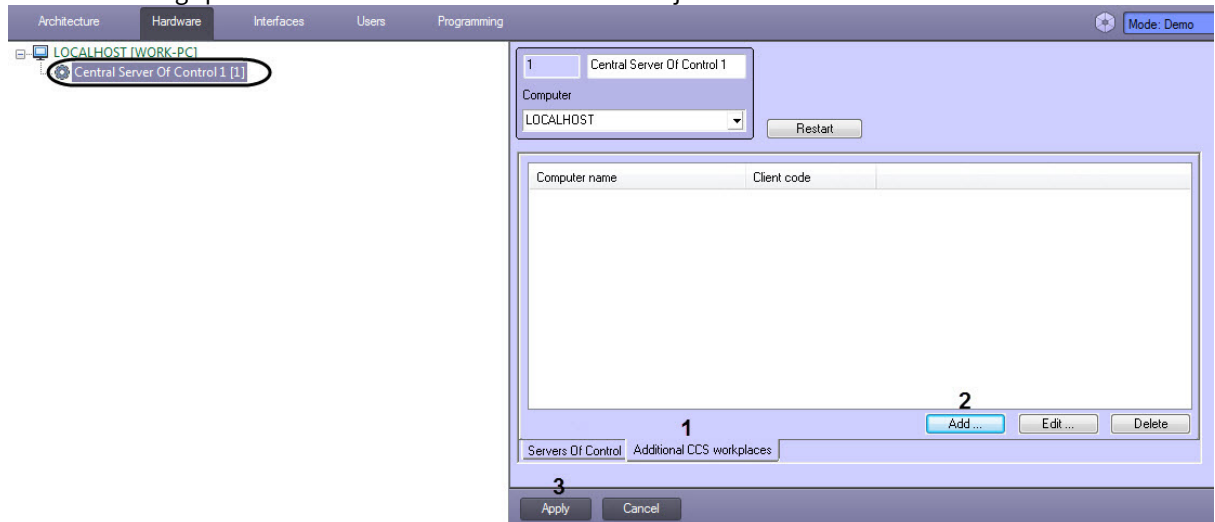 Architecture Hardware Interfaces Users Programming Mode: Demo
LOCALHOST [WORK-PC]
Central Server Of Control 1 [1]
1 Central Server Of Control 1
Computer
LOCALHOST
Restart
Computer name Client code
2
Add ... Edit ... Delete
1
Servers Of Control Additional CCS workplaces
3
Apply Cancel